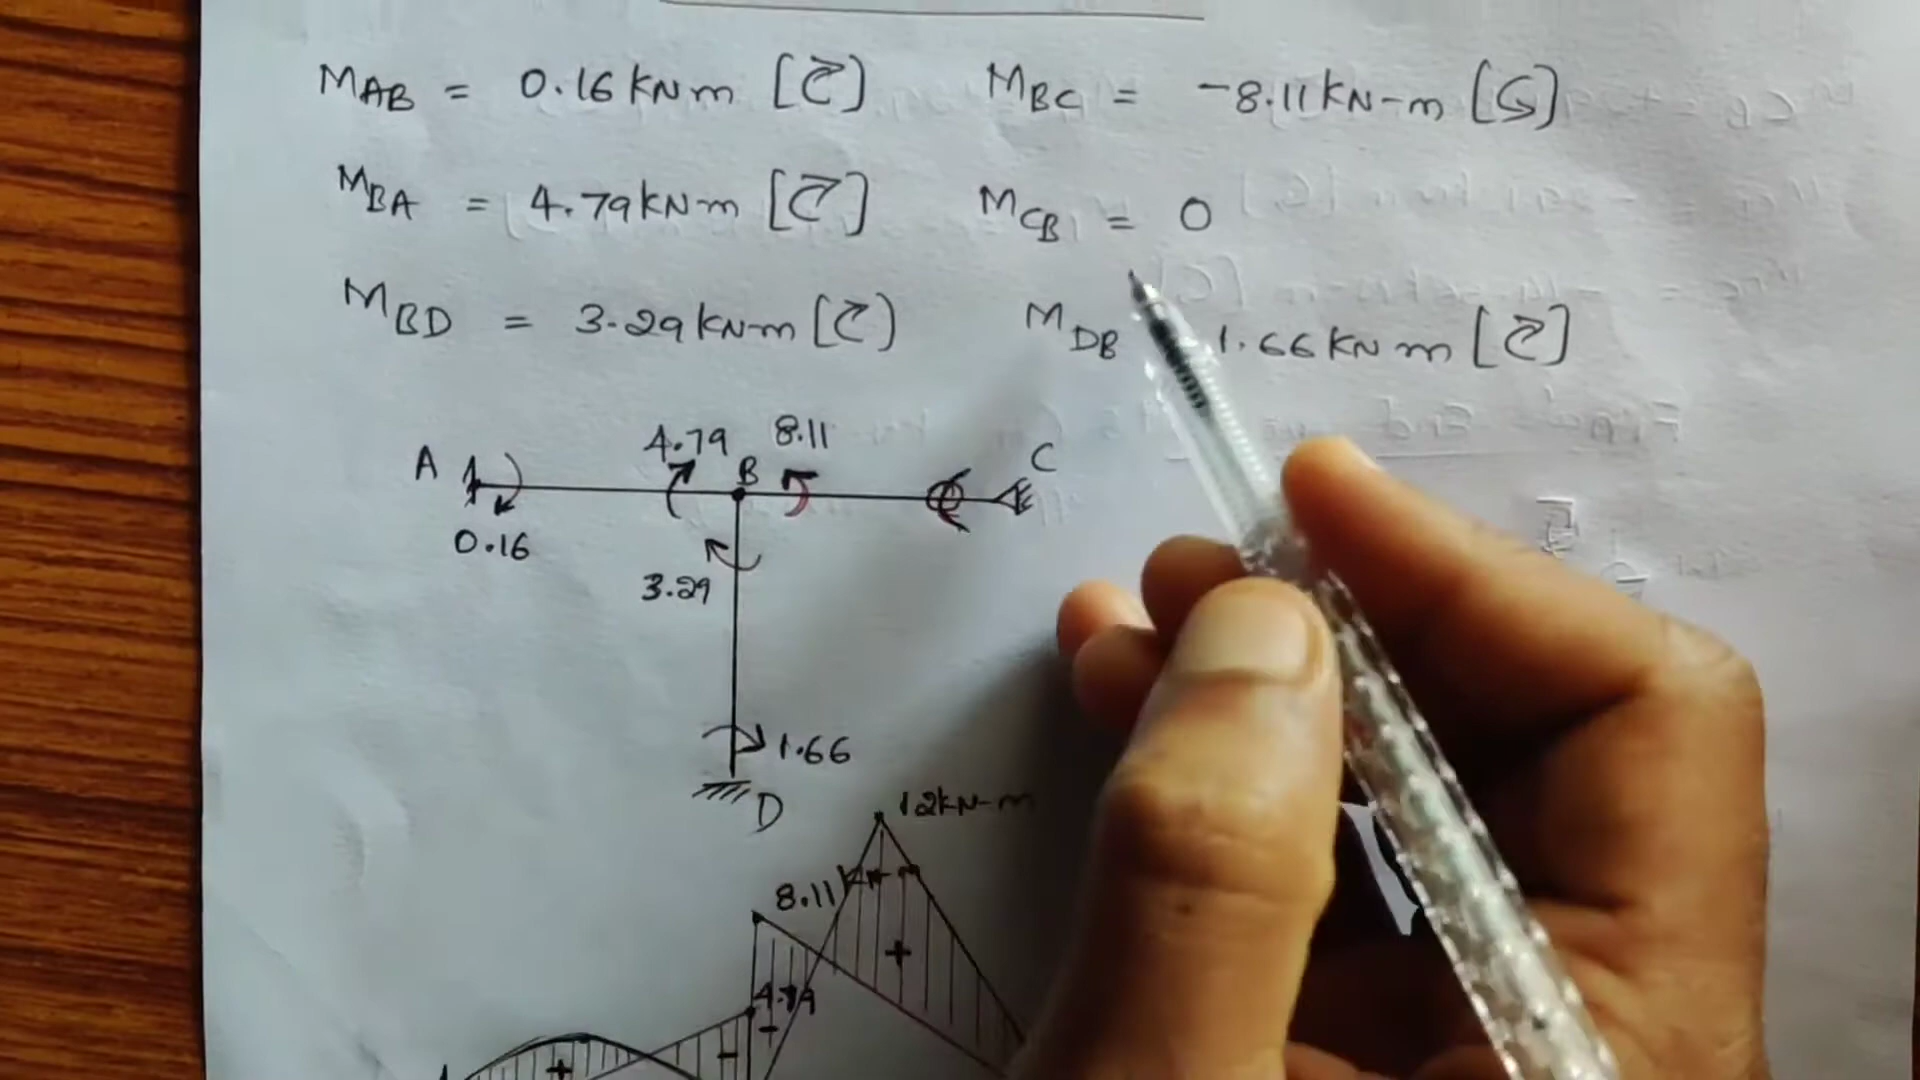 MAB = 0.16 kNm [↻] MBC = -8.11 kN-m [↺]
MBA = 4.79 kN-m [↻] MCB = 0
MBD = 3.29 kN-m [↻] MDB 1.66 kN m [↻]
4.79 8.11
A B C
0.16
3.29
1.66
D
12kN-m
8.11
4.79
+
-
+